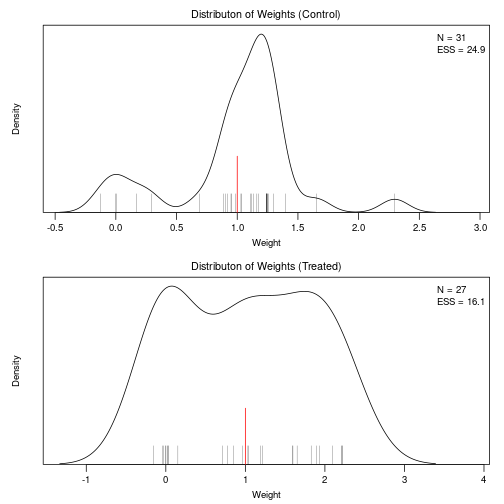 Distributon of Weights (Control)
N = 31
ESS = 24.9
Density
-0.5 0.0 0.5 1.0 1.5 2.0 2.5 3.0
Weight
Distributon of Weights (Treated)
N = 27
ESS = 16.1
Density
-1 0 1 2 3 4
Weight